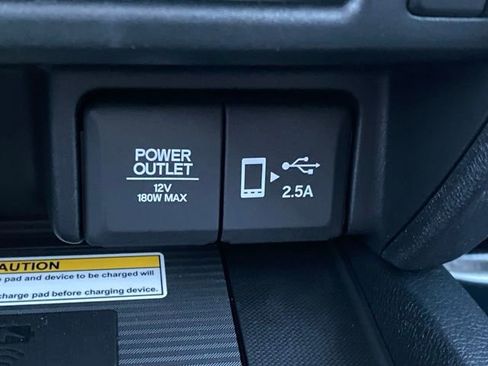 POWER
OUTLET
12V
180W MAX
2.5A
CAUTION
pad and device to be charged will
charge pad before charging device.